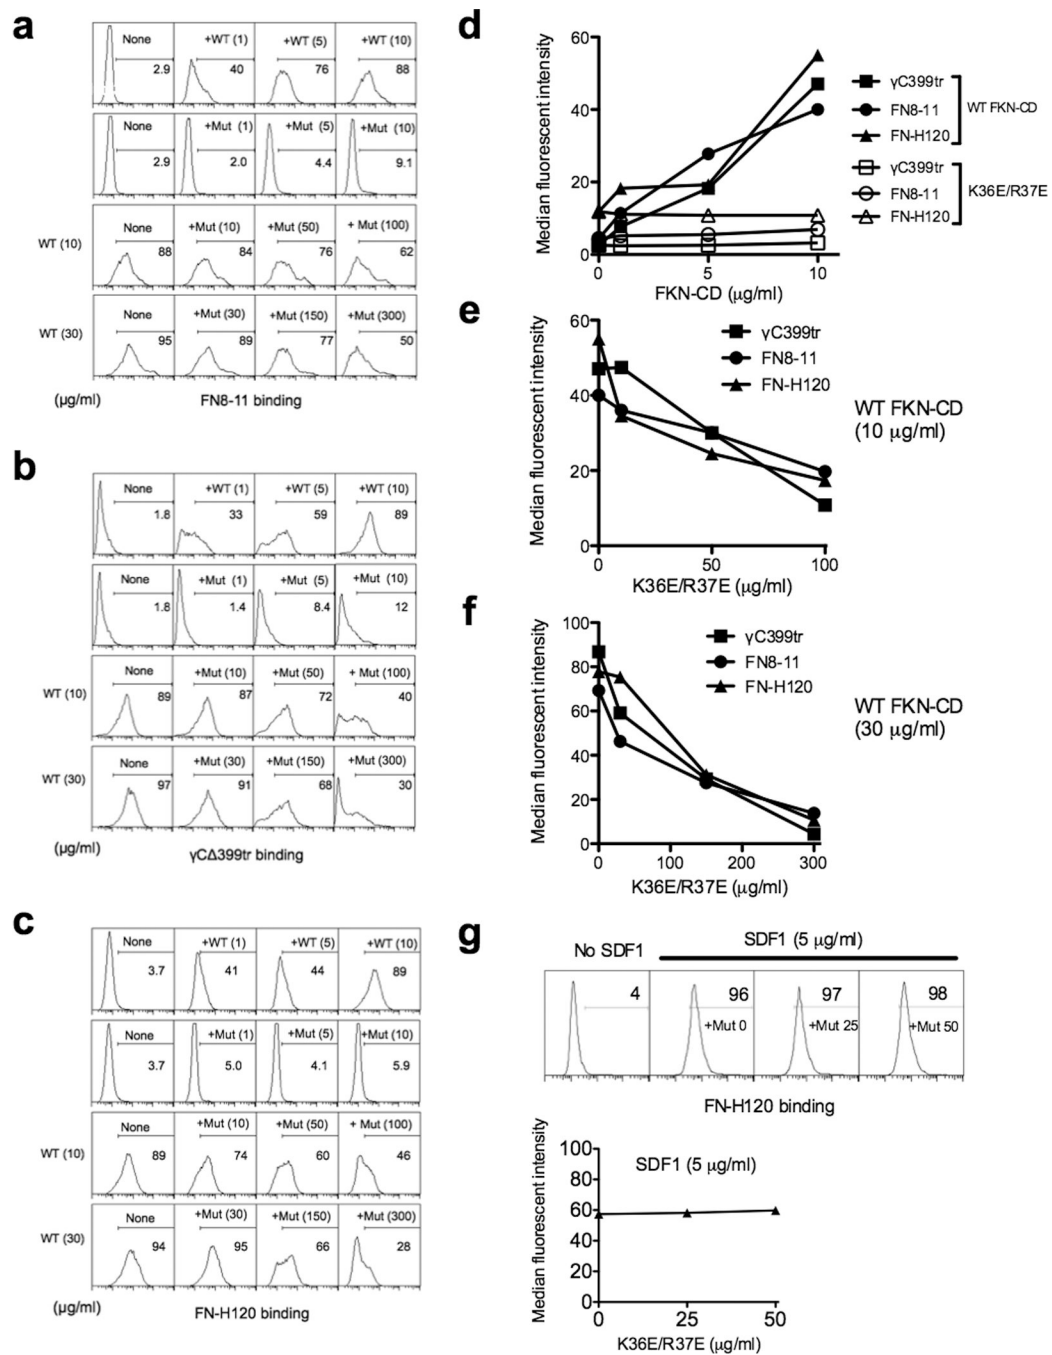 a
None +WT (1) +WT (5) +WT (10)
2.9 40 76 88
None +Mut (1) +Mut (5) +Mut (10)
2.9 2.0 4.4 9.1
WT (10)
None +Mut (10) +Mut (50) + Mut (100)
88 84 76 62
WT (30)
None +Mut (30) +Mut (150) +Mut (300)
95 89 77 50
(µg/ml)
FN8-11 binding
b
None +WT (1) +WT (5) +WT (10)
1.8 33 59 89
None +Mut (1) +Mut (5) +Mut (10)
1.8 1.4 8.4 12
WT (10)
None +Mut (10) +Mut (50) + Mut (100)
89 87 72 40
WT (30)
None +Mut (30) +Mut (150) +Mut (300)
97 91 68 30
(µg/ml)
γCΔ399tr binding
c
None +WT (1) +WT (5) +WT (10)
3.7 41 44 89
None +Mut (1) +Mut (5) +Mut (10)
3.7 5.0 4.1 5.9
WT (10)
None +Mut (10) +Mut (50) + Mut (100)
89 74 60 46
WT (30)
None +Mut (30) +Mut (150) +Mut (300)
94 95 66 28
(µg/ml)
FN-H120 binding
d
Median fluorescent intensity
60
40
20
0
0 5 10
FKN-CD (µg/ml)
γC399tr
FN8-11
FN-H120
WT FKN-CD
γC399tr
FN8-11
FN-H120
K36E/R37E
e
Median fluorescent intensity
60
40
20
0
0 50 100
K36E/R37E (µg/ml)
γC399tr
FN8-11
FN-H120
WT FKN-CD
(10 µg/ml)
f
Median fluorescent intensity
100
80
60
40
20
0
0 100 200 300
K36E/R37E (µg/ml)
γC399tr
FN8-11
FN-H120
WT FKN-CD
(30 µg/ml)
g
No SDF1 SDF1 (5 µg/ml)
4 96 97 98
+Mut 0 +Mut 25 +Mut 50
FN-H120 binding
Median fluorescent intensity
SDF1 (5 µg/ml)
100
80
60
40
20
0
0 25 50
K36E/R37E (µg/ml)